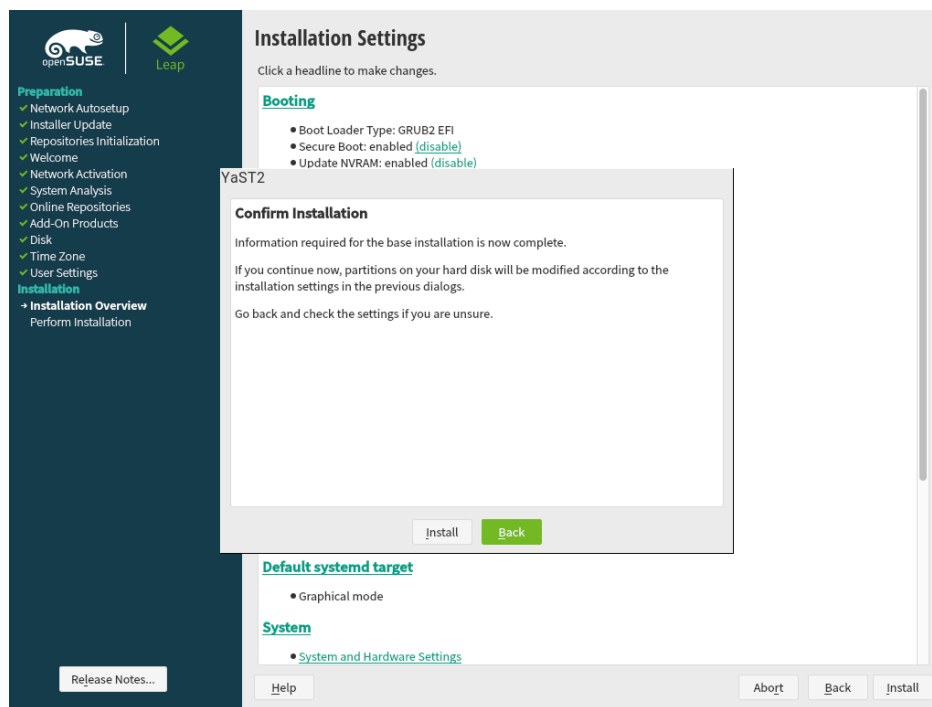 openSUSE
Leap
Preparation
Network Autosetup
Installer Update
Repositories Initialization
Welcome
Network Activation
System Analysis
Online Repositories
Add-On Products
Disk
Time Zone
User Settings
Installation
Installation Overview
Perform Installation
Release Notes...
Installation Settings
Click a headline to make changes.
Booting
Boot Loader Type: GRUB2 EFI
Secure Boot: enabled (disable)
Update NVRAM: enabled (disable)
YaST2
Confirm Installation
Information required for the base installation is now complete.
If you continue now, partitions on your hard disk will be modified according to the
installation settings in the previous dialogs.
Go back and check the settings if you are unsure.
Install Back
Default systemd target
Graphical mode
System
System and Hardware Settings
Help Abort Back Install